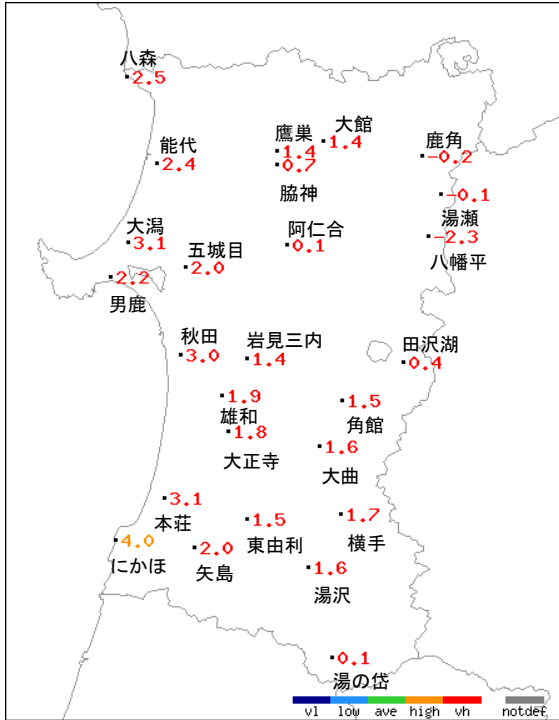 八森
2.5
能代
2.4
鷹巣
1.4
0.7
脇神
大館
1.4
鹿角
-0.2
-0.1
湯瀬
-2.3
八幡平
大潟
3.1
五城目
2.0
阿仁合
0.1
2.2
男鹿
秋田
3.0
岩見三内
1.4
田沢湖
0.4
1.9
雄和
1.8
大正寺
1.5
角館
1.6
大曲
3.1
本荘
1.5
東由利
1.7
横手
4.0
にかほ
2.0
矢島
1.6
湯沢
0.1
湯の岱
vl low ave high vh notdef